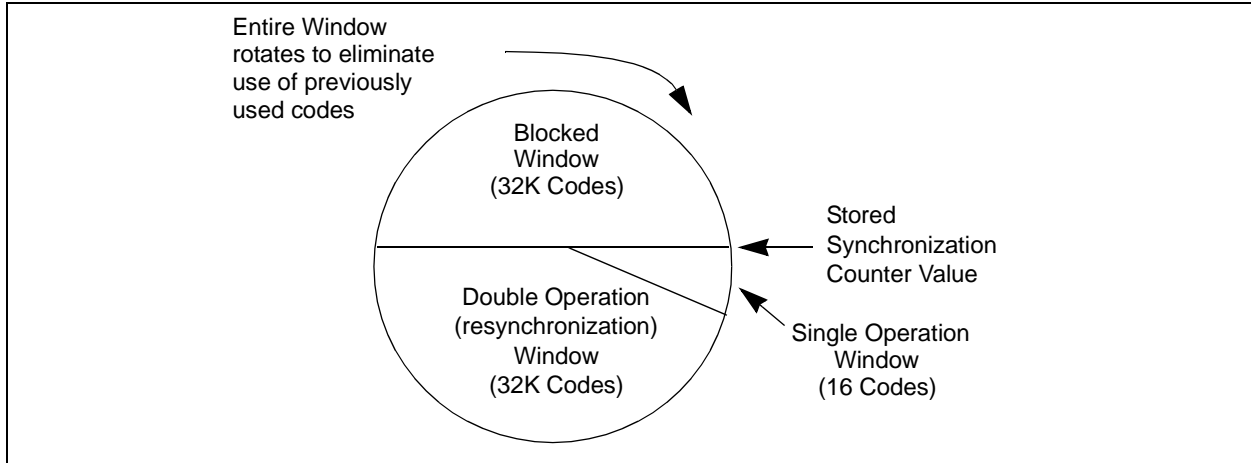 Entire Window
rotates to eliminate
use of previously
used codes
Blocked
Window
(32K Codes)
Stored
Synchronization
Counter Value
Double Operation
(resynchronization)
Window
(32K Codes)
Single Operation
Window
(16 Codes)